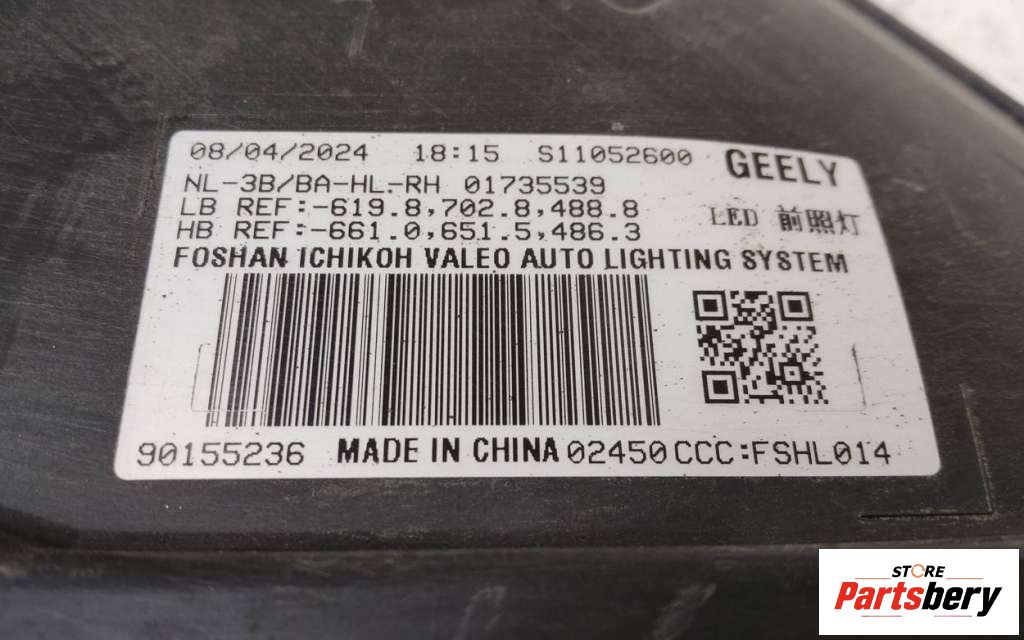 08/04/2024 18:15 S11052600 GEELY
NL-3B/BA-HL-RH 01735539
LB REF:-619.8,702.8,488.8
LED 前照灯
HB REF:-661.0,651.5,486.3
FOSHAN ICHIKOH VALEO AUTO LIGHTING SYSTEM
90155236 MADE IN CHINA 02450 CCC:FSHL014
STORE
Partsbery